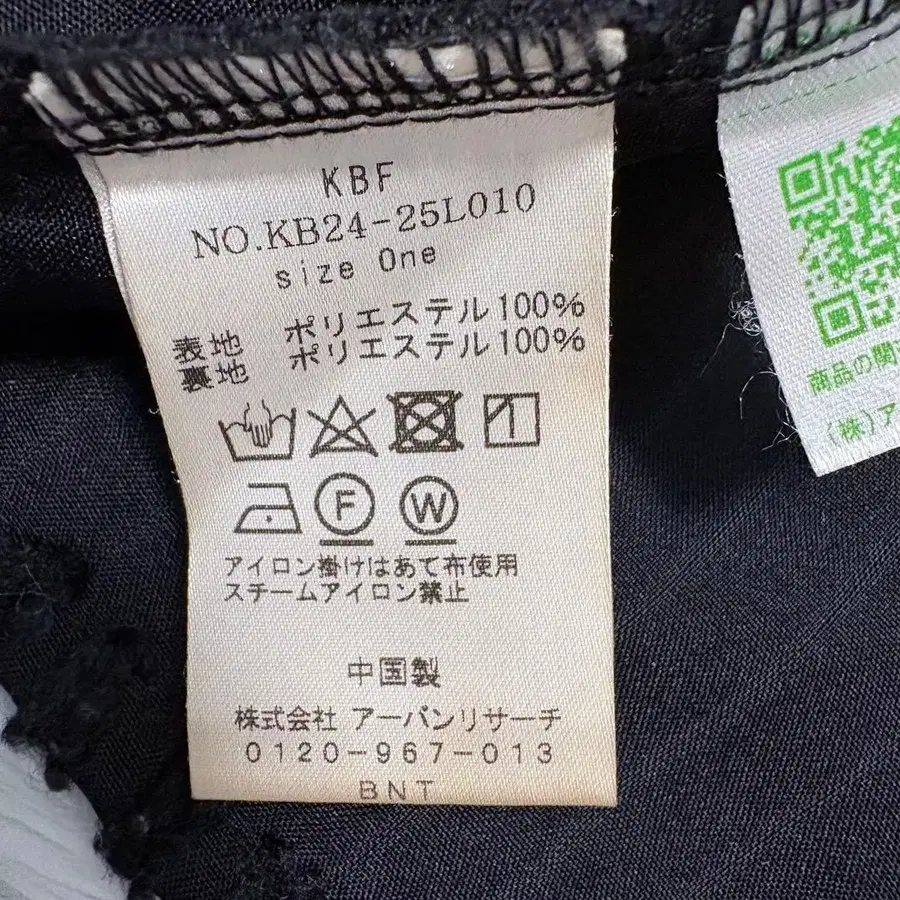 KBF
NO.KB24-25L010
size One
表地 ポリエステル100%
裏地 ポリエステル100%
F W
アイロン掛けはあて布使用
スチームアイロン禁止
中国製
株式会社 アーバンリサーチ
0120-967-013
BNT
商品の関
(株)ア